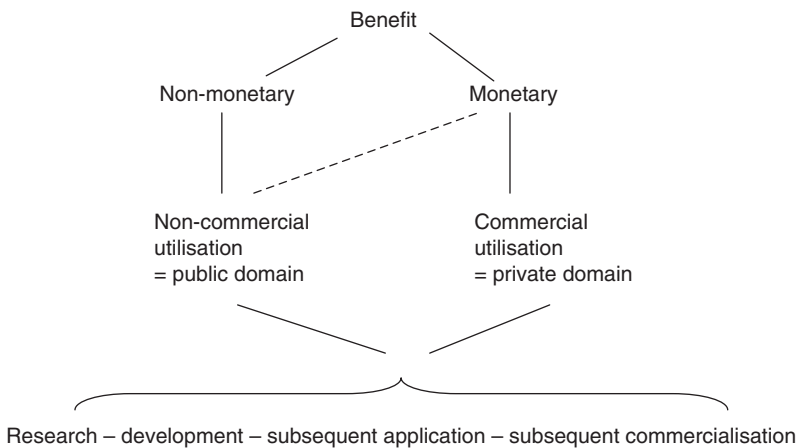 Benefit
Non-monetary
Monetary
Non-commercial
utilisation
= public domain
Commercial
utilisation
= private domain
Research – development – subsequent application – subsequent commercialisation